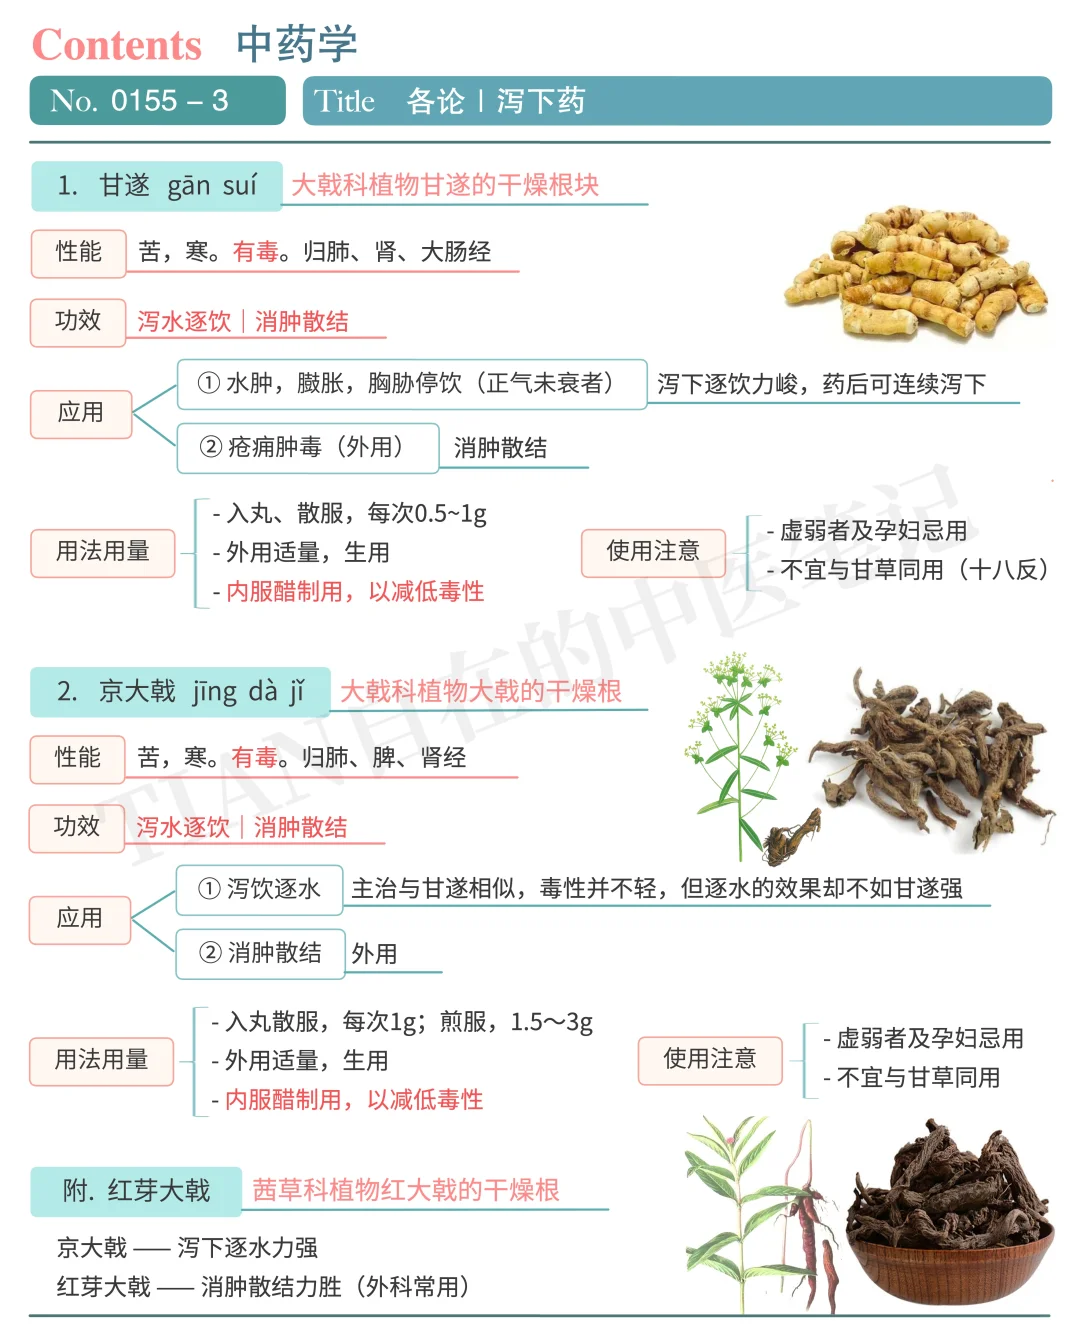 Contents 中药学
No. 0155 – 3
Title 各论 | 泻下药
1. 甘遂 gān suí 大戟科植物甘遂的干燥根块
性能 苦，寒。有毒。归肺、肾、大肠经
功效 泻水逐饮｜消肿散结
应用
① 水肿，臌胀，胸胁停饮（正气未衰者） 泻下逐饮力峻，药后可连续泻下
② 疮痈肿毒（外用） 消肿散结
用法用量
- 入丸、散服，每次0.5~1g
- 外用适量，生用
- 内服醋制用，以减低毒性
使用注意
- 虚弱者及孕妇忌用
- 不宜与甘草同用（十八反）
2. 京大戟 jīng dà jǐ 大戟科植物大戟的干燥根
性能 苦，寒。有毒。归肺、脾、肾经
功效 泻水逐饮｜消肿散结
应用
① 泻饮逐水 主治与甘遂相似，毒性并不轻，但逐水的效果却不如甘遂强
② 消肿散结 外用
用法用量
- 入丸散服，每次1g；煎服，1.5～3g
- 外用适量，生用
- 内服醋制用，以减低毒性
使用注意
- 虚弱者及孕妇忌用
- 不宜与甘草同用
附. 红芽大戟 茜草科植物红大戟的干燥根
京大戟 —— 泻下逐水力强
红芽大戟 —— 消肿散结力胜（外科常用）
TIAN自在的中医笔记